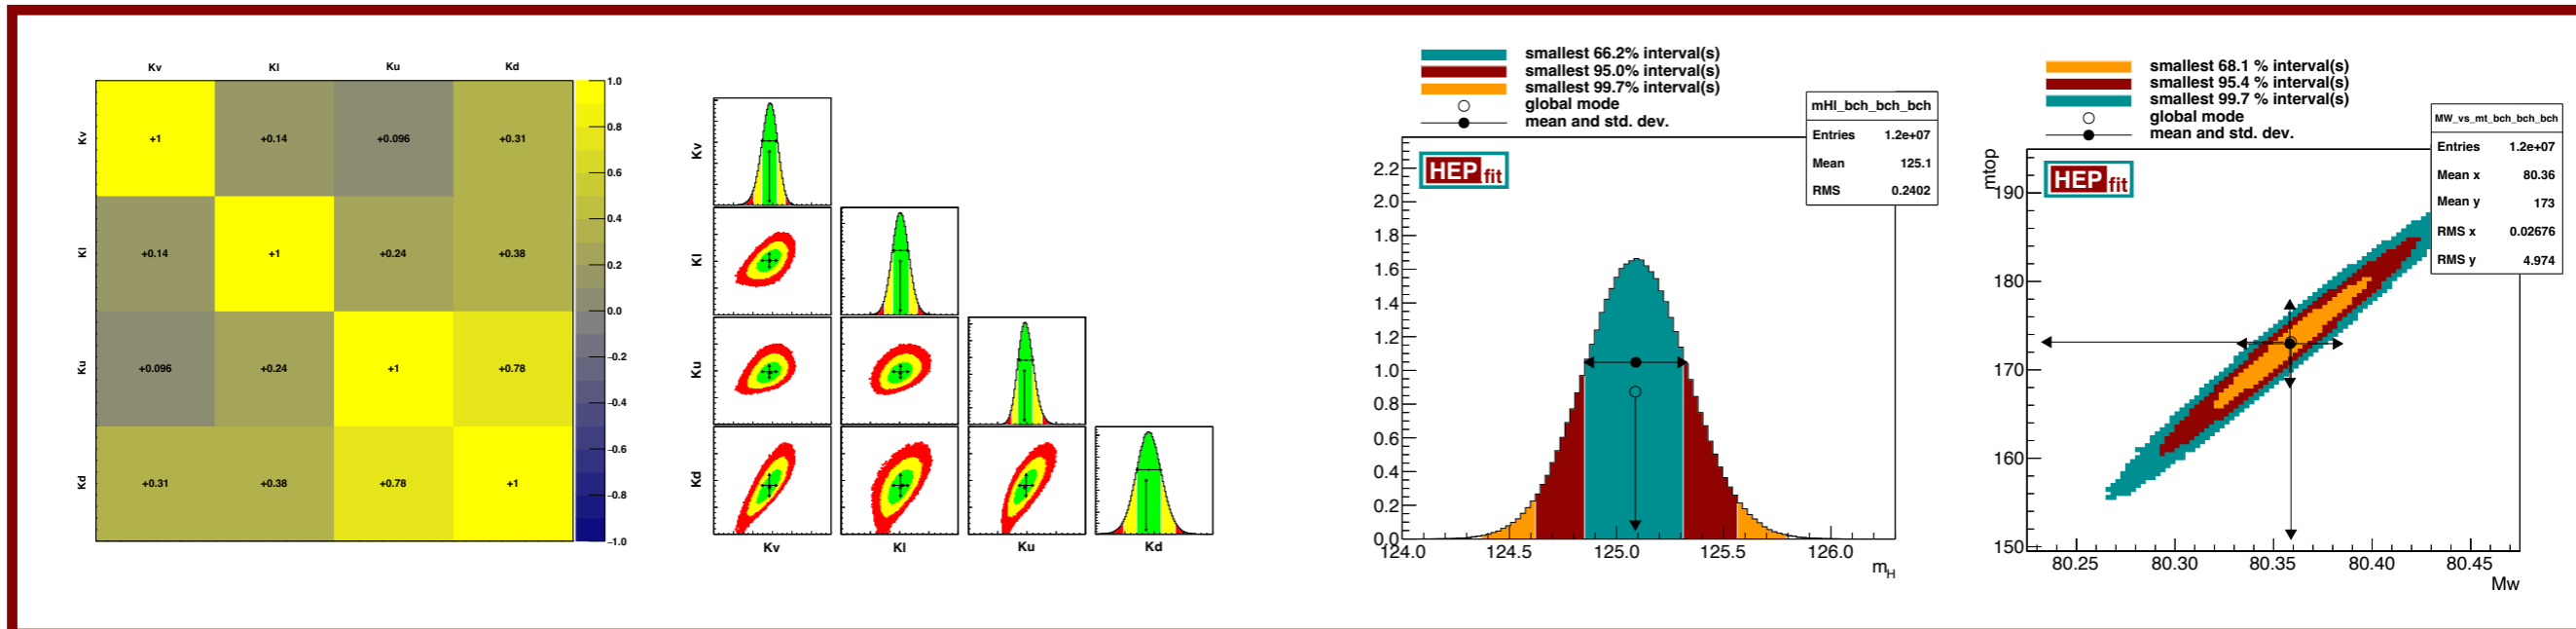 Kv Kl Ku Kd
Kv +1 +0.14 +0.096 +0.31
Kl +0.14 +1 +0.24 +0.38
Ku +0.096 +0.24 +1 +0.78
Kd +0.31 +0.38 +0.78 +1
1.0
0.8
0.6
0.4
0.2
0.0
−0.2
−0.4
−0.6
−0.8
−1.0
Kv
Kl
Ku
Kd
Kv Kl Ku Kd
smallest 66.2% interval(s)
smallest 95.0% interval(s)
smallest 99.7% interval(s)
global mode
mean and std. dev.
mHl_bch_bch_bch
Entries 1.2e+07
Mean 125.1
RMS 0.2402
HEP fit
2.2
2.0
1.8
1.6
1.4
1.2
1.0
0.8
0.6
0.4
0.2
0.0
124.0 124.5 125.0 125.5 126.0
mH
smallest 68.1 % interval(s)
smallest 95.4 % interval(s)
smallest 99.7 % interval(s)
global mode
mean and std. dev.
MW_vs_mt_bch_bch_bch
Entries 1.2e+07
Mean x 80.36
Mean y 173
RMS x 0.02676
RMS y 4.974
HEP fit
mtop
190
180
170
160
150
80.25 80.30 80.35 80.40 80.45
Mw